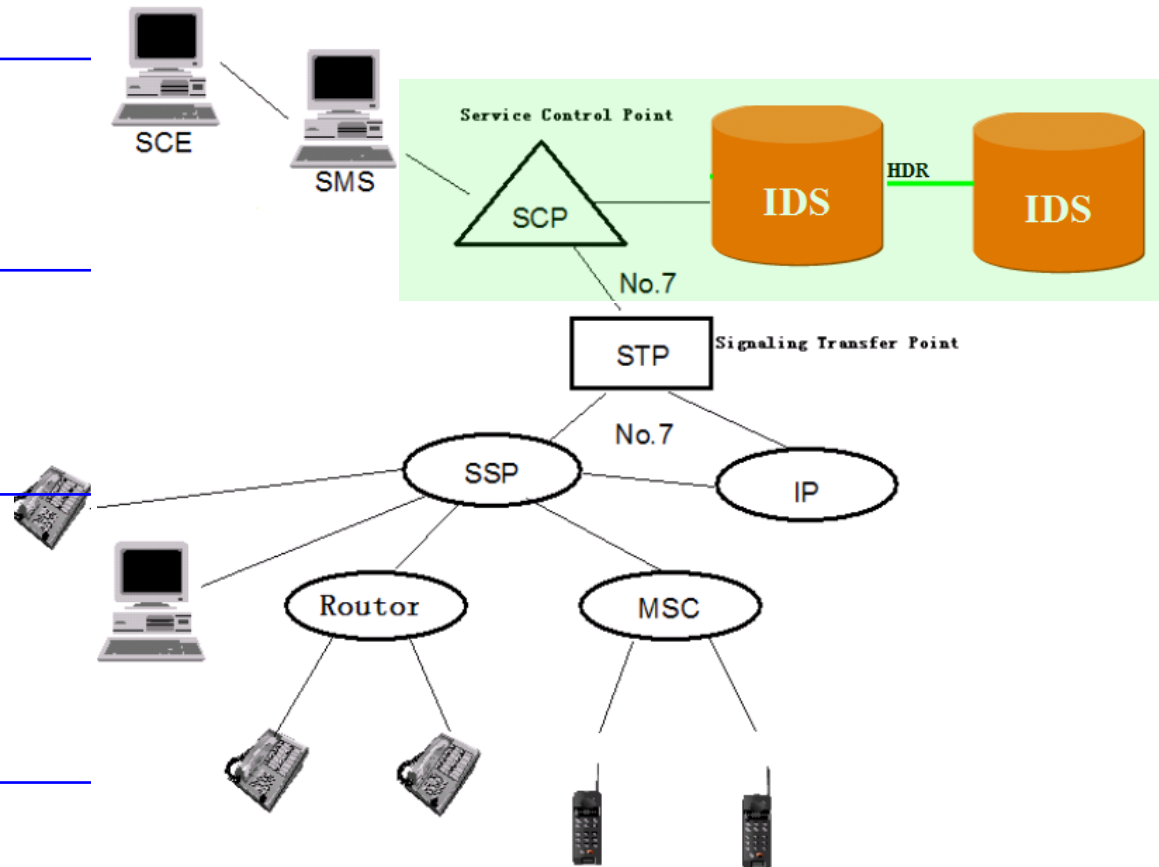 SCE
SMS
Service Control Point
SCP
IDS
HDR
IDS
No.7
STP
Signaling Transfer Point
No.7
SSP
IP
Routor
MSC